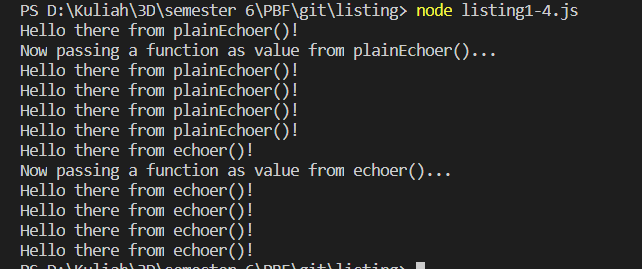 PS D:\Kuliah\3D\semester 6\PBF\git\listing> node listing1-4.js
Hello there from plainEchoer()!
Now passing a function as value from plainEchoer()...
Hello there from plainEchoer()!
Hello there from plainEchoer()!
Hello there from plainEchoer()!
Hello there from plainEchoer()!
Hello there from echoer()!
Now passing a function as value from echoer()...
Hello there from echoer()!
Hello there from echoer()!
Hello there from echoer()!
Hello there from echoer()!
PS D:\Kuliah\3D\semester 6\PBF\git\listing>